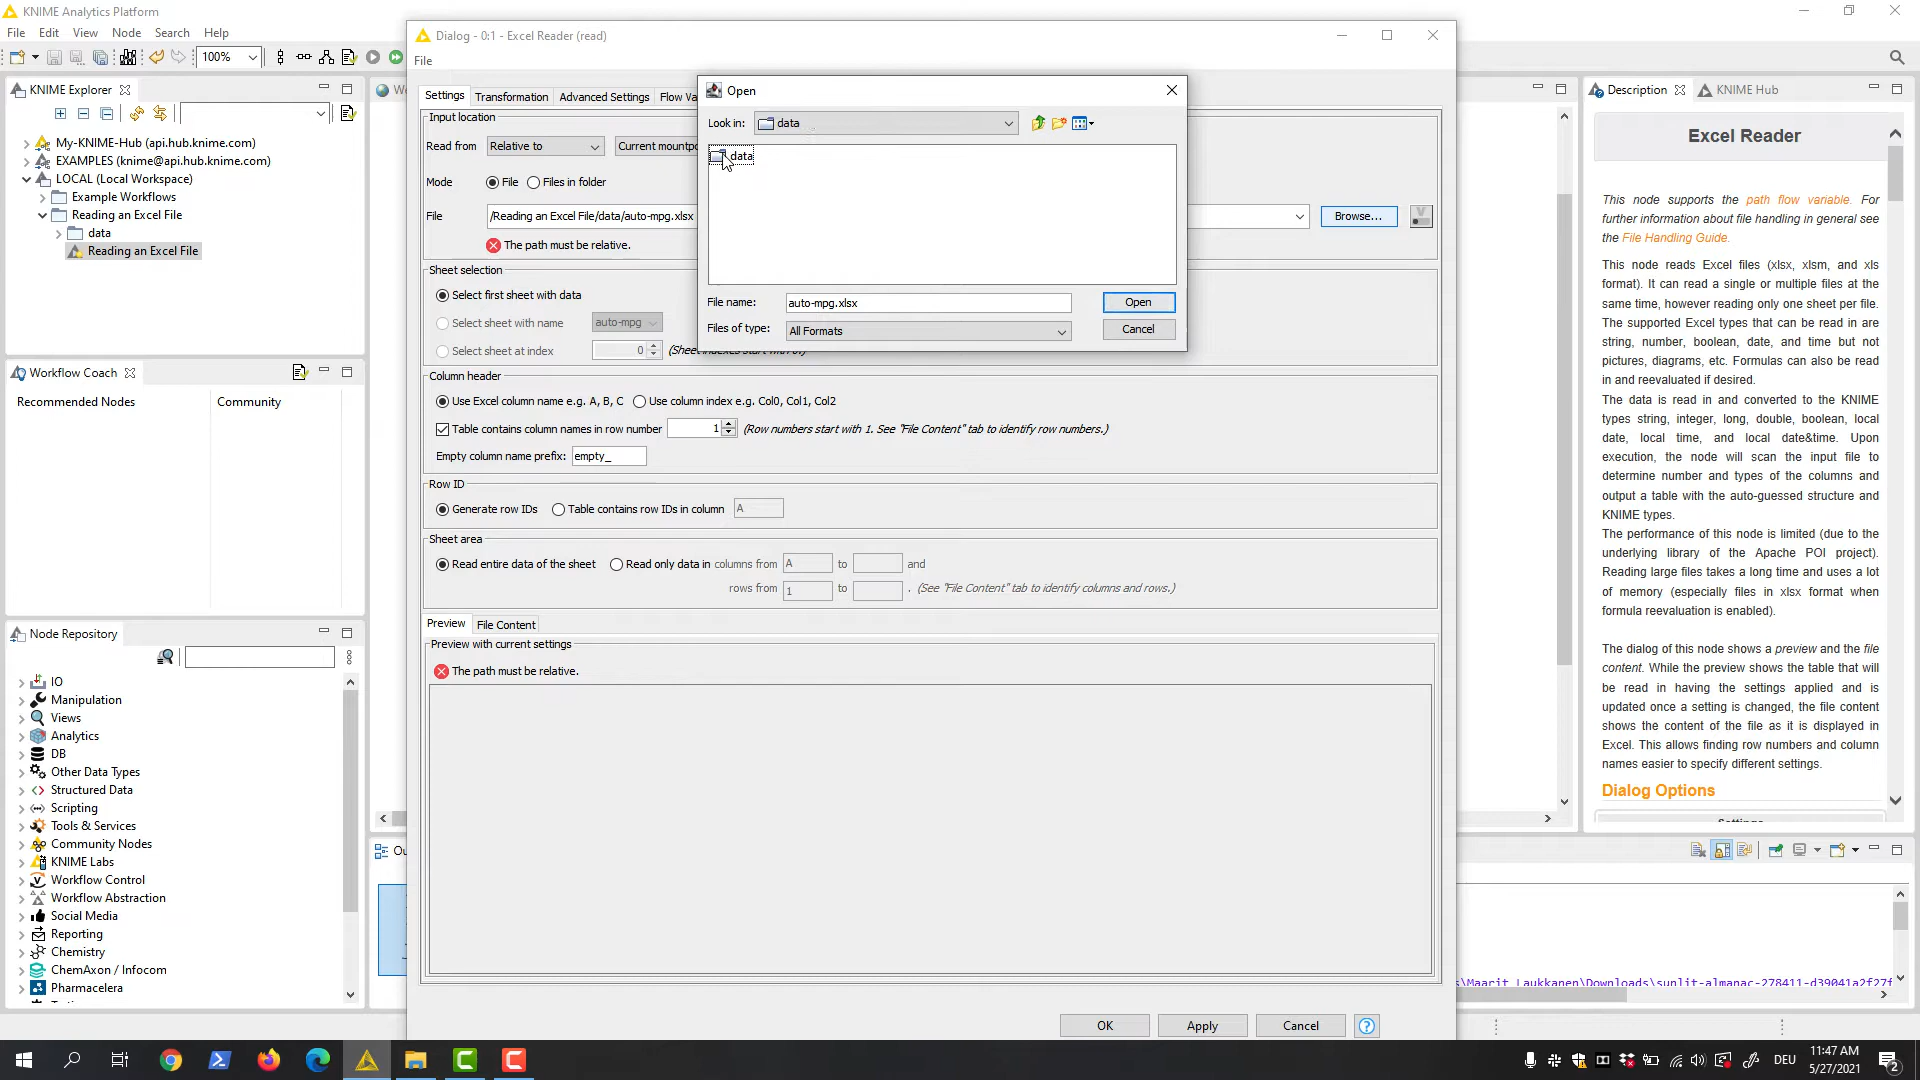 KNIME Analytics Platform
File Edit View Node Search Help
100%
KNIME Explorer
My-KNIME-Hub (api.hub.knime.com)
EXAMPLES (knime@api.hub.knime.com)
LOCAL (Local Workspace)
Example Workflows
Reading an Excel File
data
Reading an Excel File
Workflow Coach
Recommended Nodes Community
Node Repository
IO
Manipulation
Views
Analytics
DB
Other Data Types
Structured Data
Scripting
Tools & Services
Community Nodes
KNIME Labs
Workflow Control
Workflow Abstraction
Social Media
Reporting
Chemistry
ChemAxon / Infocom
Pharmacelera
Dialog - 0:1 - Excel Reader (read)
File
Settings Transformation Advanced Settings Flow Va
Input location
Read from Relative to Current mountpo
Mode File Files in folder
File /Reading an Excel File/data/auto-mpg.xlsx Browse...
The path must be relative.
Sheet selection
Select first sheet with data
Select sheet with name auto-mpg
Select sheet at index 0 (Sheet indexes start with 0.)
Column header
Use Excel column name e.g. A, B, C Use column index e.g. Col0, Col1, Col2
Table contains column names in row number 1 (Row numbers start with 1. See "File Content" tab to identify row numbers.)
Empty column name prefix: empty_
Row ID
Generate row IDs Table contains row IDs in column A
Sheet area
Read entire data of the sheet Read only data in columns from A to and
rows from 1 to . (See "File Content" tab to identify columns and rows.)
Preview File Content
Preview with current settings
The path must be relative.
OK Apply Cancel
Open
Look in: data
data
File name: auto-mpg.xlsx Open
Files of type: All Formats Cancel
Description KNIME Hub
Excel Reader
This node supports the path flow variable. For
further information about file handling in general see
the File Handling Guide.
This node reads Excel files (xlsx, xlsm, and xls
format). It can read a single or multiple files at the
same time, however reading only one sheet per file.
The supported Excel types that can be read in are
string, number, boolean, date, and time but not
pictures, diagrams, etc. Formulas can also be read
in and reevaluated if desired.
The data is read in and converted to the KNIME
types string, integer, long, double, boolean, local
date, local time, and local date&time. Upon
execution, the node will scan the input file to
determine number and types of the columns and
output a table with the auto-guessed structure and
KNIME types.
The performance of this node is limited (due to the
underlying library of the Apache POI project).
Reading large files takes a long time and uses a lot
of memory (especially files in xlsx format when
formula reevaluation is enabled).
The dialog of this node shows a preview and the file
content. While the preview shows the table that will
be read in having the settings applied and is
updated once a setting is changed, the file content
shows the content of the file as it is displayed in
Excel. This allows finding row numbers and column
names easier to specify different settings.
Dialog Options
Ou
s\Maarit Laukkanen\Downloads\sunlit-almanac-278411-d39041a2f27f
DEU
11:47 AM
5/27/2021
2